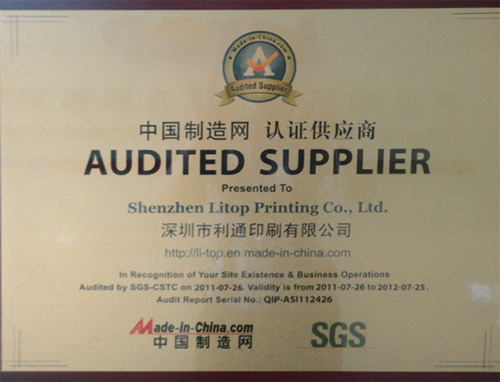 Made-in-China.com
Audited Supplier
中国制造网 认证供应商
AUDITED SUPPLIER
Presented To
Shenzhen Litop Printing Co., Ltd.
深圳市利通印刷有限公司
http://li-top.en.made-in-china.com
In Recognition of Your Site Existence & Business Operations
Audited by SGS-CSTC on 2011-07-26. Validity is from 2011-07-26 to 2012-07-25.
Audit Report Serial No.: QIP-ASI112426
Made-in-China.com
中国制造网
SGS